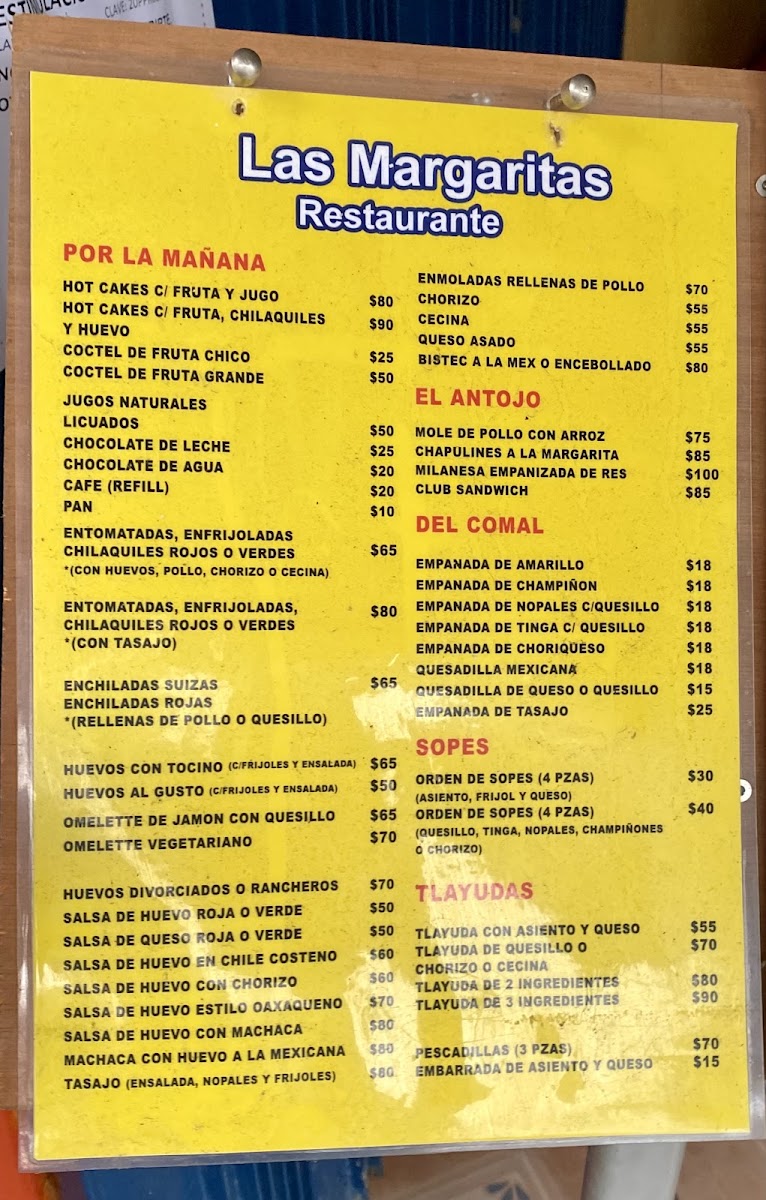 CLAVE: 20PPR
Las Margaritas
Restaurante
POR LA MAÑANA
HOT CAKES C/ FRUTA Y JUGO $80
HOT CAKES C/ FRUTA, CHILAQUILES $90
Y HUEVO
COCTEL DE FRUTA CHICO $25
COCTEL DE FRUTA GRANDE $50
JUGOS NATURALES
LICUADOS $50
CHOCOLATE DE LECHE $25
CHOCOLATE DE AGUA $20
CAFE (REFILL) $20
PAN $10
ENTOMATADAS, ENFRIJOLADAS
CHILAQUILES ROJOS O VERDES $65
*(CON HUEVOS, POLLO, CHORIZO O CECINA)
ENTOMATADAS, ENFRIJOLADAS, $80
CHILAQUILES ROJOS O VERDES
*(CON TASAJO)
ENCHILADAS SUIZAS $65
ENCHILADAS ROJAS
*(RELLENAS DE POLLO O QUESILLO)
HUEVOS CON TOCINO (C/FRIJOLES Y ENSALADA) $65
HUEVOS AL GUSTO (C/FRIJOLES Y ENSALADA) $50
OMELETTE DE JAMON CON QUESILLO $65
OMELETTE VEGETARIANO $70
HUEVOS DIVORCIADOS O RANCHEROS $70
SALSA DE HUEVO ROJA O VERDE $50
SALSA DE QUESO ROJA O VERDE $50
SALSA DE HUEVO EN CHILE COSTENO $60
SALSA DE HUEVO CON CHORIZO $60
SALSA DE HUEVO ESTILO OAXAQUENO $70
SALSA DE HUEVO CON MACHACA $80
MACHACA CON HUEVO A LA MEXICANA $80
TASAJO (ENSALADA, NOPALES Y FRIJOLES) $80
ENMOLADAS RELLENAS DE POLLO $70
CHORIZO $55
CECINA $55
QUESO ASADO $55
BISTEC A LA MEX O ENCEBOLLADO $80
EL ANTOJO
MOLE DE POLLO CON ARROZ $75
CHAPULINES A LA MARGARITA $85
MILANESA EMPANIZADA DE RES $100
CLUB SANDWICH $85
DEL COMAL
EMPANADA DE AMARILLO $18
EMPANADA DE CHAMPIÑON $18
EMPANADA DE NOPALES C/QUESILLO $18
EMPANADA DE TINGA C/ QUESILLO $18
EMPANADA DE CHORIQUESO $18
QUESADILLA MEXICANA $18
QUESADILLA DE QUESO O QUESILLO $15
EMPANADA DE TASAJO $25
SOPES
ORDEN DE SOPES (4 PZAS) $30
(ASIENTO, FRIJOL Y QUESO)
ORDEN DE SOPES (4 PZAS) $40
(QUESILLO, TINGA, NOPALES, CHAMPIÑONES
O CHORIZO)
TLAYUDAS
TLAYUDA CON ASIENTO Y QUESO $55
TLAYUDA DE QUESILLO O $70
CHORIZO O CECINA
TLAYUDA DE 2 INGREDIENTES $80
TLAYUDA DE 3 INGREDIENTES $90
PESCADILLAS (3 PZAS) $70
EMBARRADA DE ASIENTO Y QUESO $15